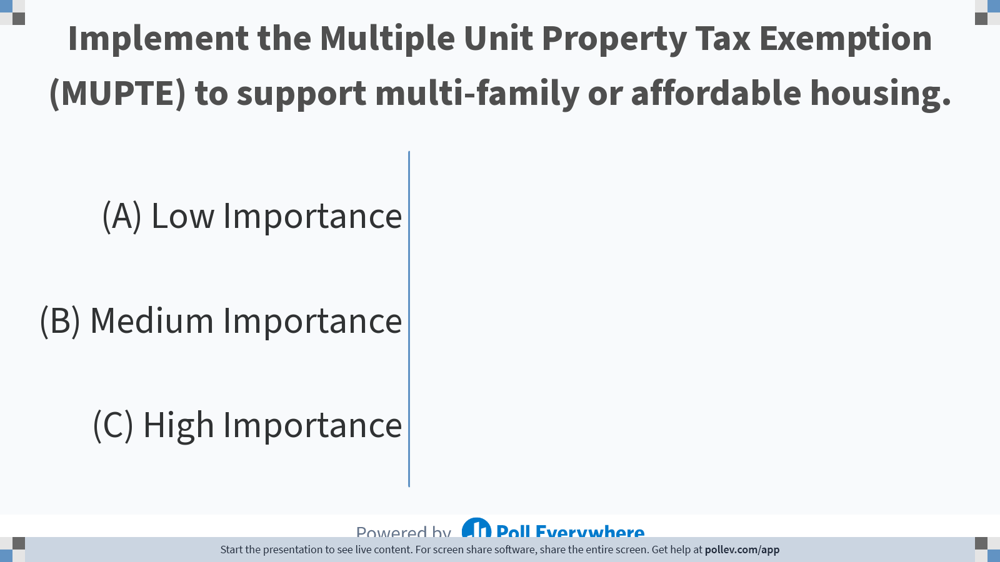 Implement the Multiple Unit Property Tax Exemption
(MUPTE) to support multi-family or affordable housing.
(A) Low Importance
(B) Medium Importance
(C) High Importance
Powered by Poll Everywhere
Start the presentation to see live content. For screen share software, share the entire screen. Get help at pollev.com/app